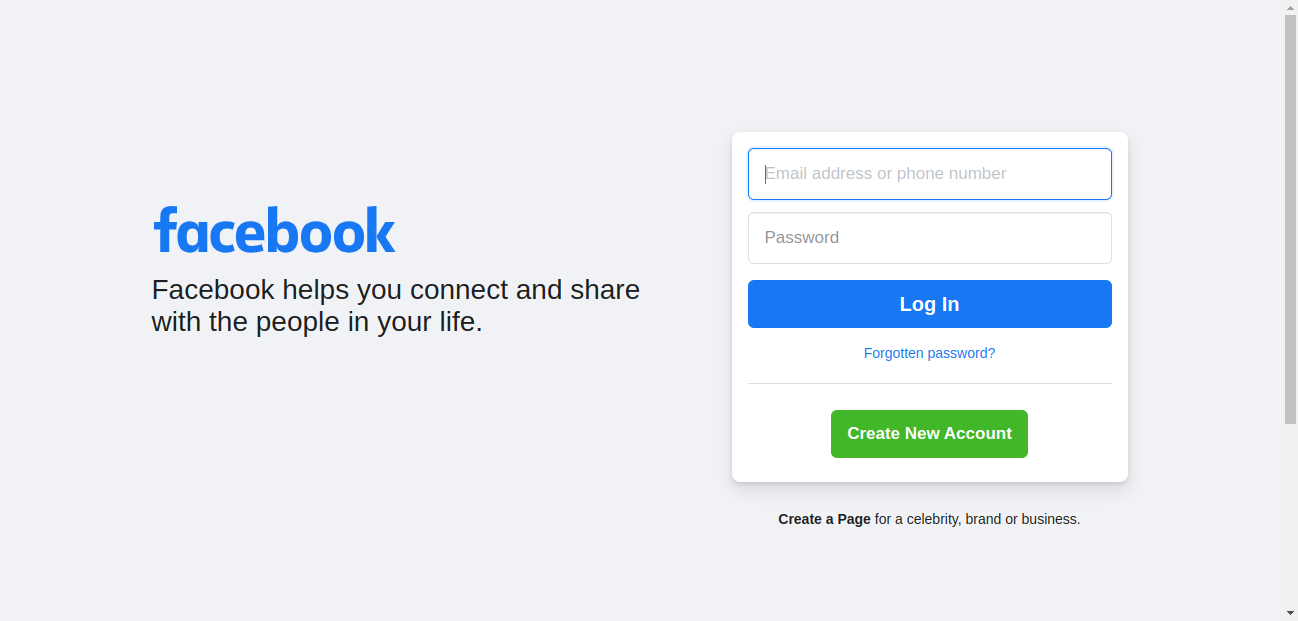 facebook
Facebook helps you connect and share
with the people in your life.
Email address or phone number
Password
Log In
Forgotten password?
Create New Account
Create a Page for a celebrity, brand or business.